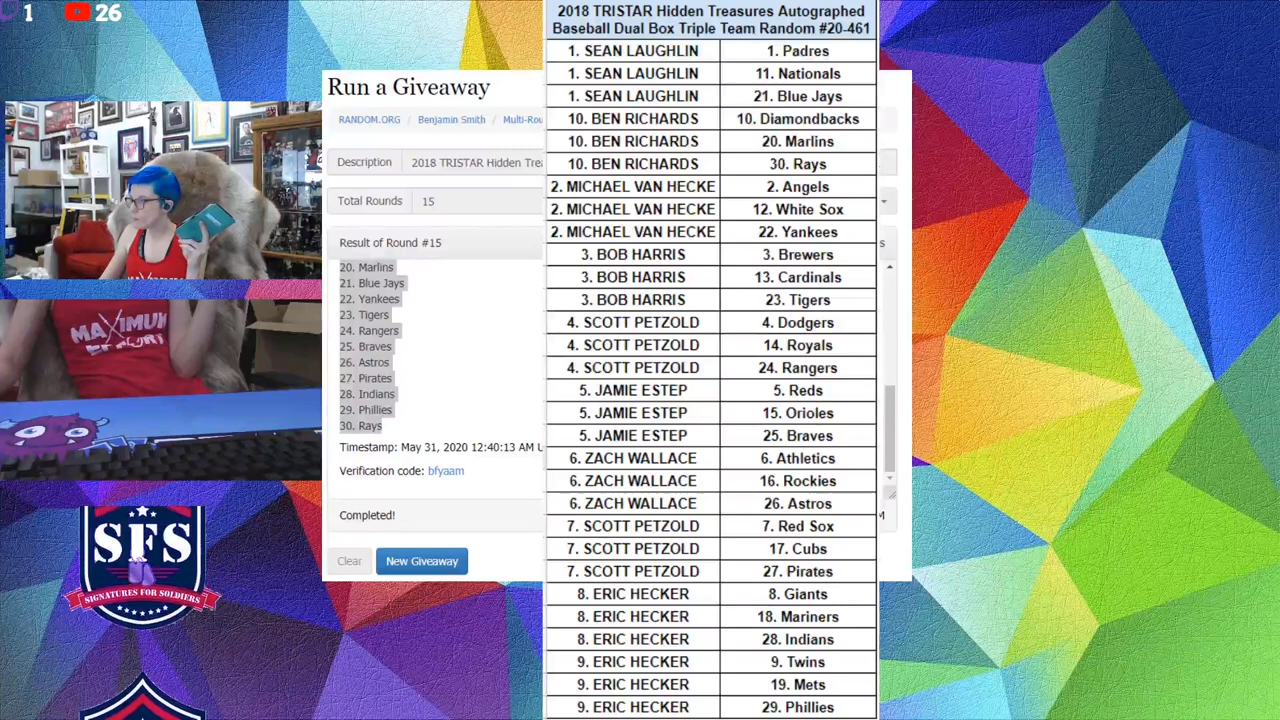 1 26
Run a Giveaway
RANDOM.ORG / Benjamin Smith / Multi-Rou
Description 2018 TRISTAR Hidden Trea
Total Rounds 15
Result of Round #15
20. Marlins
21. Blue Jays
22. Yankees
23. Tigers
24. Rangers
25. Braves
26. Astros
27. Pirates
28. Indians
29. Phillies
30. Rays
Timestamp: May 31, 2020 12:40:13 AM U
Verification code: bfyaam
Completed!
Clear New Giveaway
MAXIMUM
EFFORT
SFS
SIGNATURES FOR SOLDIERS
2018 TRISTAR Hidden Treasures Autographed
Baseball Dual Box Triple Team Random #20-461
1. SEAN LAUGHLIN 1. Padres
1. SEAN LAUGHLIN 11. Nationals
1. SEAN LAUGHLIN 21. Blue Jays
10. BEN RICHARDS 10. Diamondbacks
10. BEN RICHARDS 20. Marlins
10. BEN RICHARDS 30. Rays
2. MICHAEL VAN HECKE 2. Angels
2. MICHAEL VAN HECKE 12. White Sox
2. MICHAEL VAN HECKE 22. Yankees
3. BOB HARRIS 3. Brewers
3. BOB HARRIS 13. Cardinals
3. BOB HARRIS 23. Tigers
4. SCOTT PETZOLD 4. Dodgers
4. SCOTT PETZOLD 14. Royals
4. SCOTT PETZOLD 24. Rangers
5. JAMIE ESTEP 5. Reds
5. JAMIE ESTEP 15. Orioles
5. JAMIE ESTEP 25. Braves
6. ZACH WALLACE 6. Athletics
6. ZACH WALLACE 16. Rockies
6. ZACH WALLACE 26. Astros
7. SCOTT PETZOLD 7. Red Sox
7. SCOTT PETZOLD 17. Cubs
7. SCOTT PETZOLD 27. Pirates
8. ERIC HECKER 8. Giants
8. ERIC HECKER 18. Mariners
8. ERIC HECKER 28. Indians
9. ERIC HECKER 9. Twins
9. ERIC HECKER 19. Mets
9. ERIC HECKER 29. Phillies
s
M